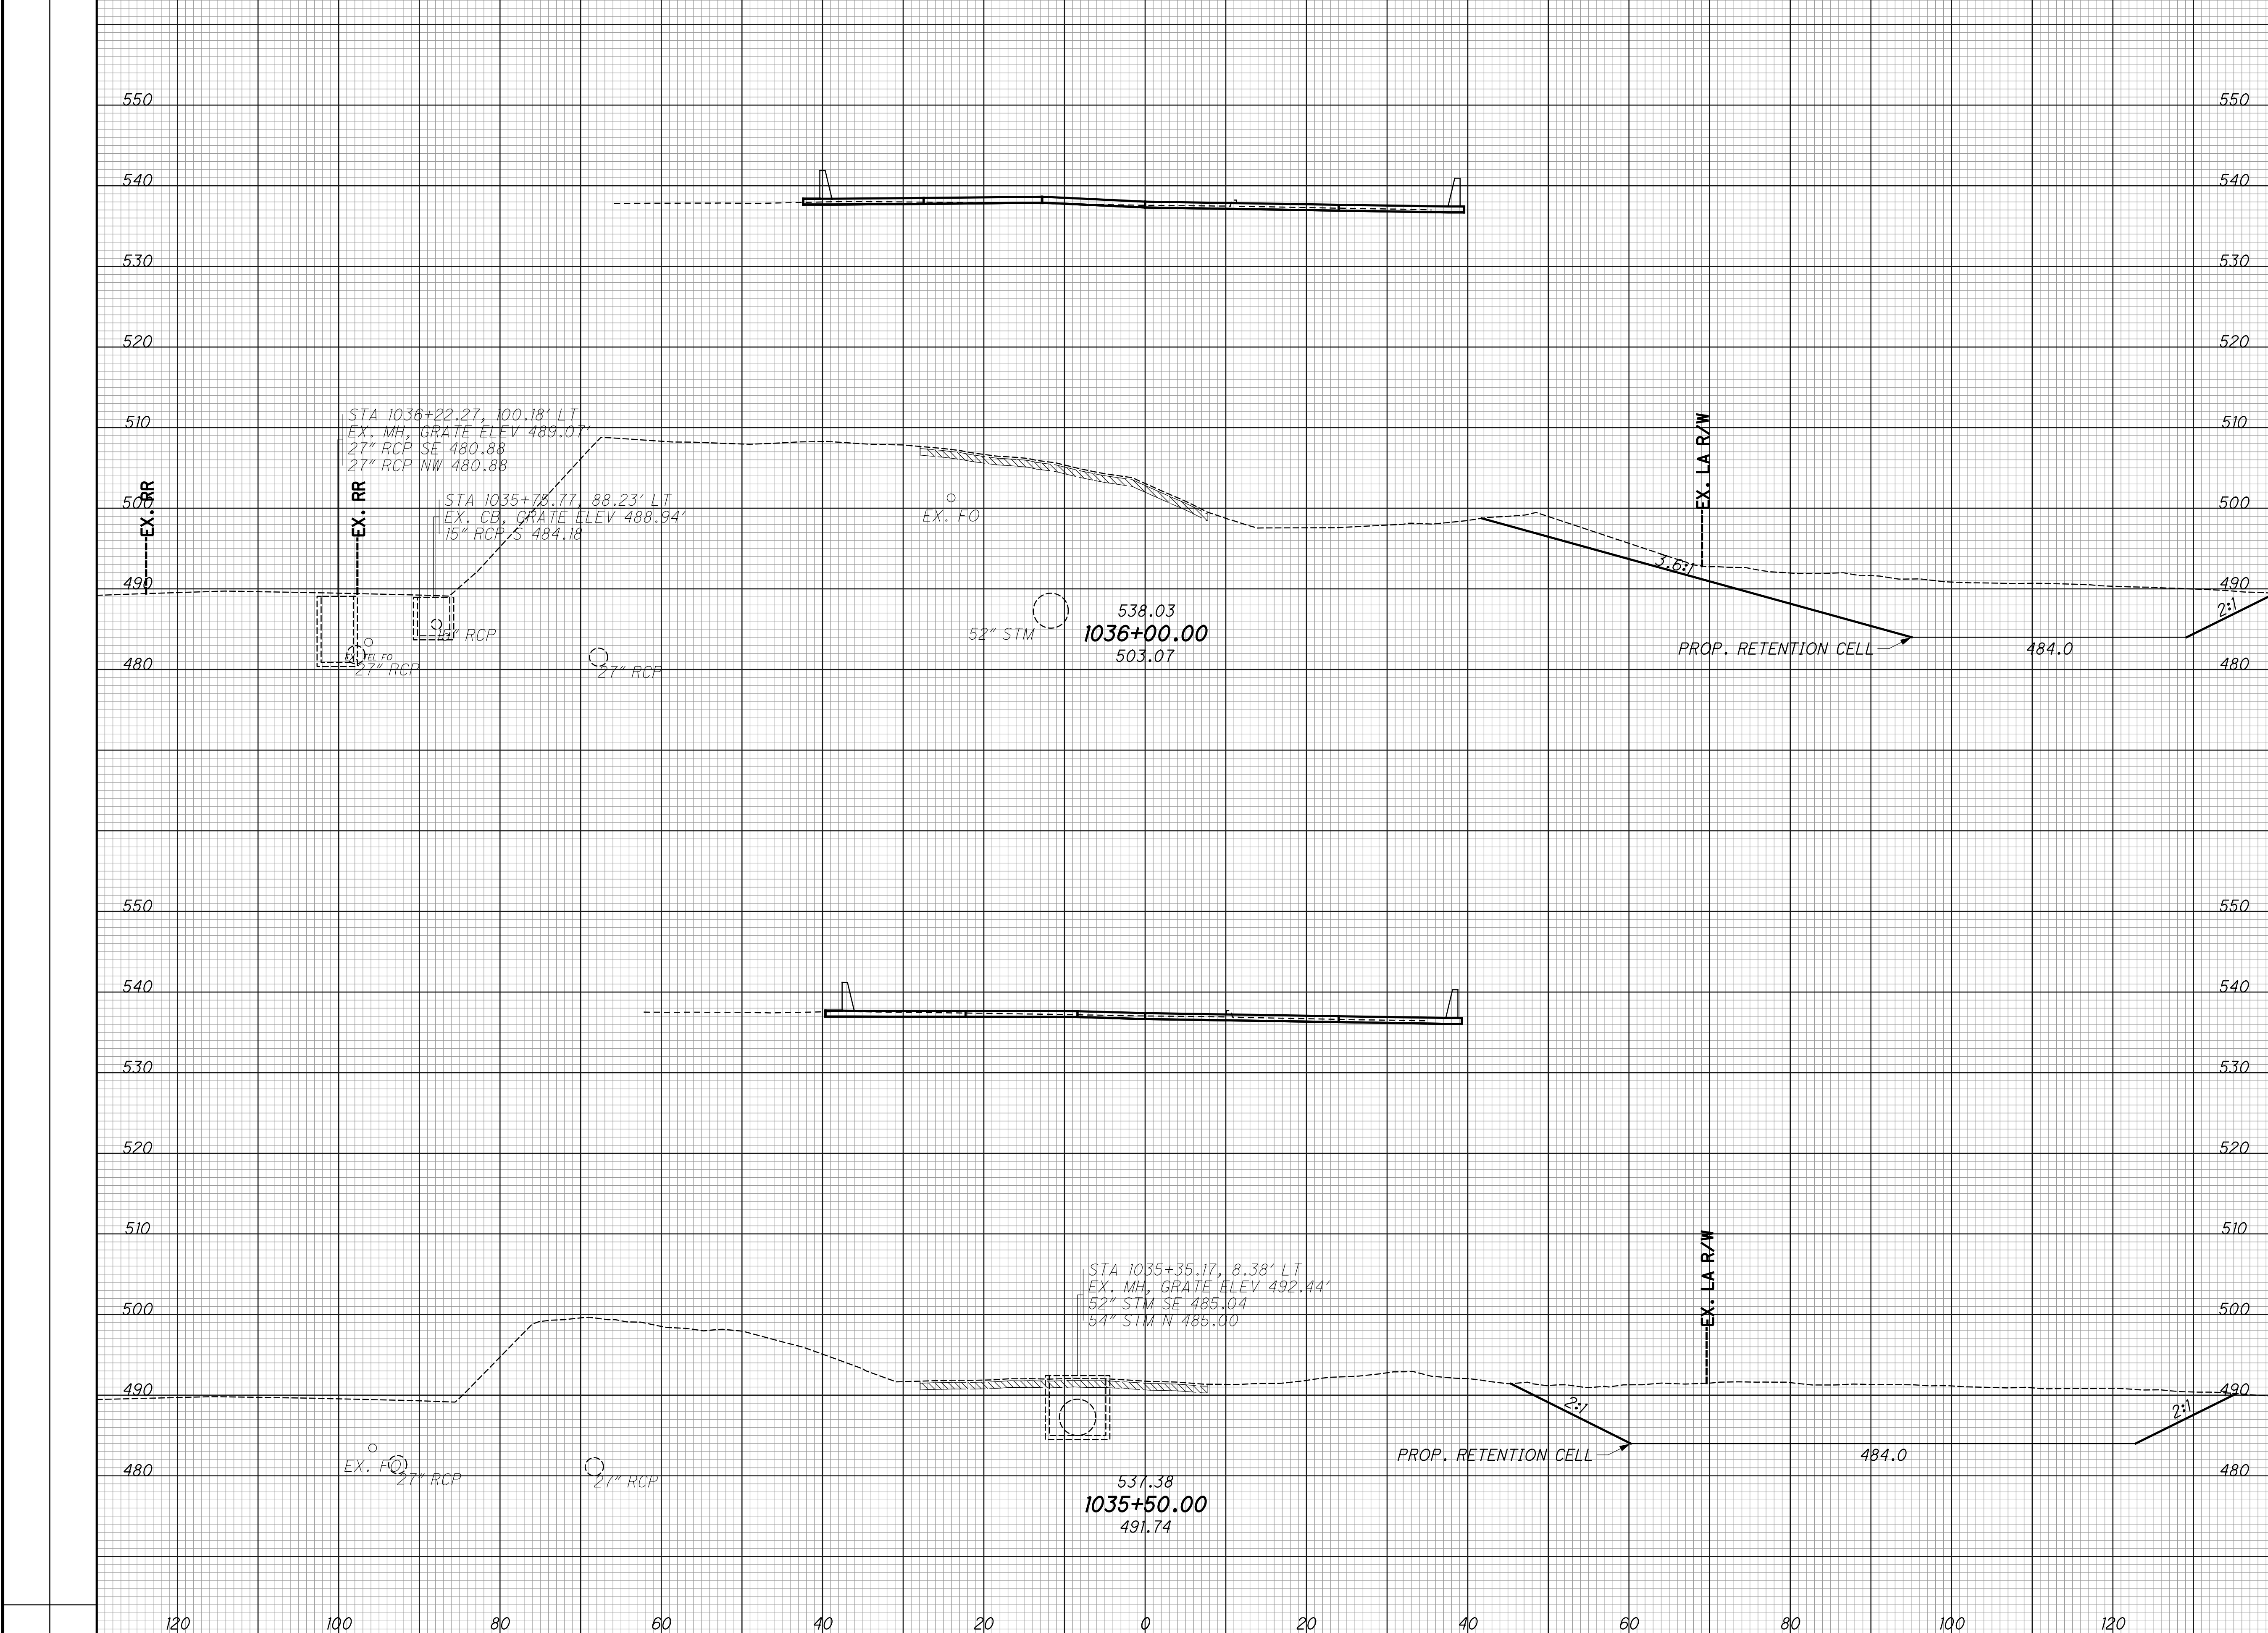 550 550
540 540
530 530
520 520
510 510
500 500
490 490
480 480
STA 1036+22.27, 100.18' LT
EX. MH, GRATE ELEV 489.07'
27" RCP SE 480.88
27" RCP NW 480.88
STA 1035+75.77, 88.23' LT
EX. CB, GRATE ELEV 488.94'
15" RCP S 484.18
EX. RR
EX. RR
EX. FO
EX. LA R/W
3.6:1
2:1
15" RCP
EX. TEL FO
27" RCP
27" RCP
52" STM
538.03
1036+00.00
503.07
PROP. RETENTION CELL
484.0
550 550
540 540
530 530
520 520
510 510
500 500
490 490
480 480
STA 1035+35.17, 8.38' LT
EX. MH, GRATE ELEV 492.44'
52" STM SE 485.04
54" STM N 485.00
EX. LA R/W
2:1
2:1
EX. FO
27" RCP
27" RCP
PROP. RETENTION CELL
484.0
537.38
1035+50.00
491.74
120 100 80 60 40 20 0 20 40 60 80 100 120